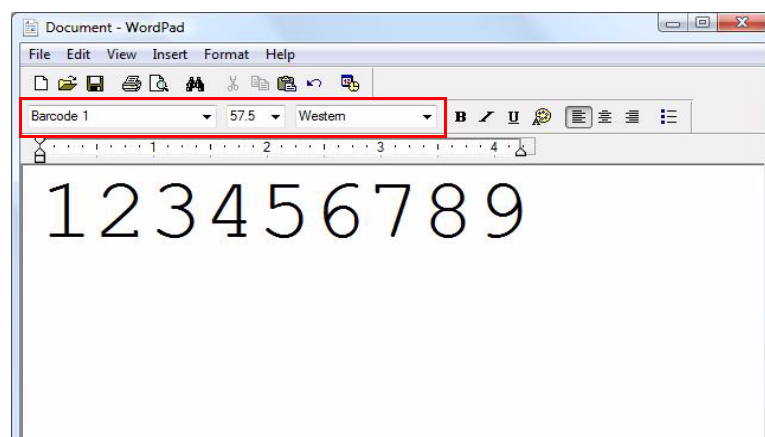 Document - WordPad
File Edit View Insert Format Help
Barcode 1 57.5 Western B / U
1 2 3 4
123456789